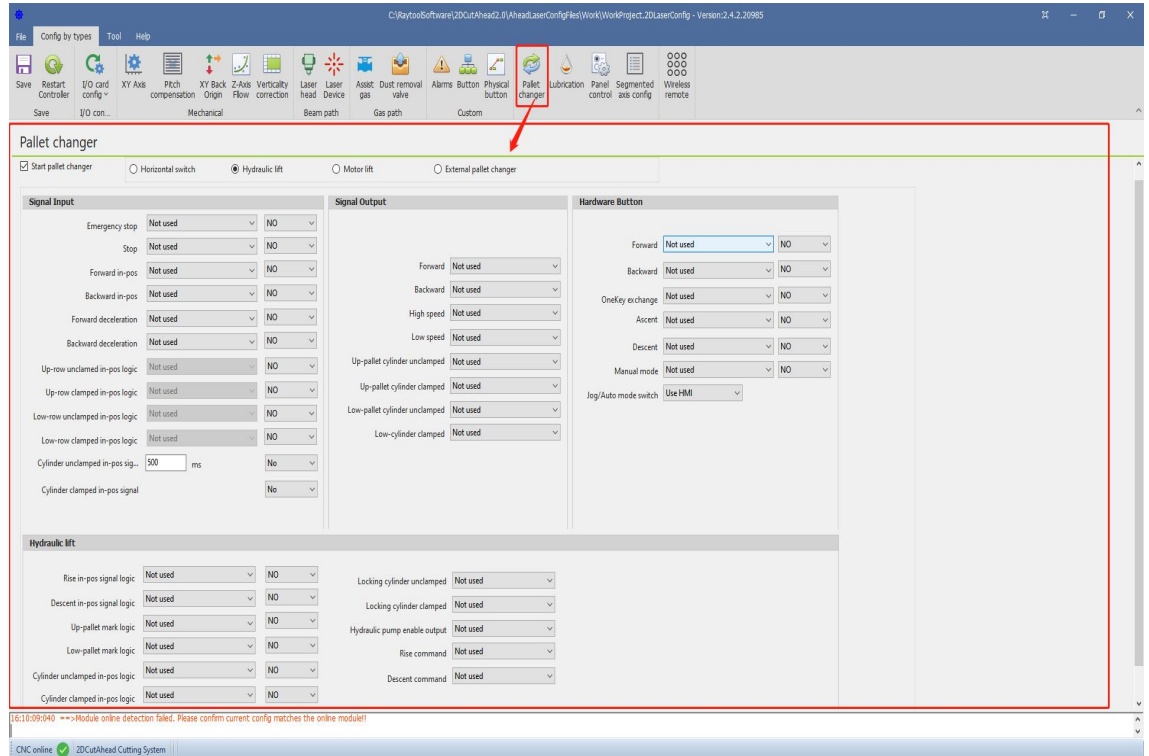 C:\RaytoolSoftware\2DCutAhead2.0\AheadLaserConfigFiles\Work\WorkProject.2DLaserConfig - Version:2.4.2.20985
File Config by types Tool Help
Save Restart Controller I/O card config XY Axis Pitch compensation XY Back Origin Z-Axis Flow Verticality correction Laser head Laser Device Assist gas Dust removal valve Alarms Button Physical button Pallet changer Lubrication Panel control Segmented axis config Wireless remote
Save I/O con... Mechanical Beam path Gas path Custom
Pallet changer
Start pallet changer Horizontal switch Hydraulic lift Motor lift External pallet changer
Signal Input
Emergency stop Not used NO
Stop Not used NO
Forward in-pos Not used NO
Backward in-pos Not used NO
Forward deceleration Not used NO
Backward deceleration Not used NO
Up-row unclamed in-pos logic Not used NO
Up-row clamped in-pos logic Not used NO
Low-row unclamped in-pos logic Not used NO
Low-row clamped in-pos logic Not used NO
Cylinder unclamped in-pos sig... 500 ms No
Cylinder clamped in-pos signal No
Signal Output
Forward Not used
Backward Not used
High speed Not used
Low speed Not used
Up-pallet cylinder unclamped Not used
Up-pallet cylinder clamped Not used
Low-pallet cylinder unclamped Not used
Low-cylinder clamped Not used
Hardware Button
Forward Not used NO
Backward Not used NO
OneKey exchange Not used NO
Ascent Not used NO
Descent Not used NO
Manual mode Not used NO
Jog/Auto mode switch Use HMI
Hydraulic lift
Rise in-pos signal logic Not used NO
Descent in-pos signal logic Not used NO
Up-pallet mark logic Not used NO
Low-pallet mark logic Not used NO
Cylinder unclamped in-pos logic Not used NO
Cylinder clamped in-pos logic Not used NO
Locking cylinder unclamped Not used
Locking cylinder clamped Not used
Hydraulic pump enable output Not used
Rise command Not used
Descent command Not used
16:10:09:040 ==>Module online detection failed. Please confirm current config matches the online module!!
CNC online 2DCutAhead Cutting System